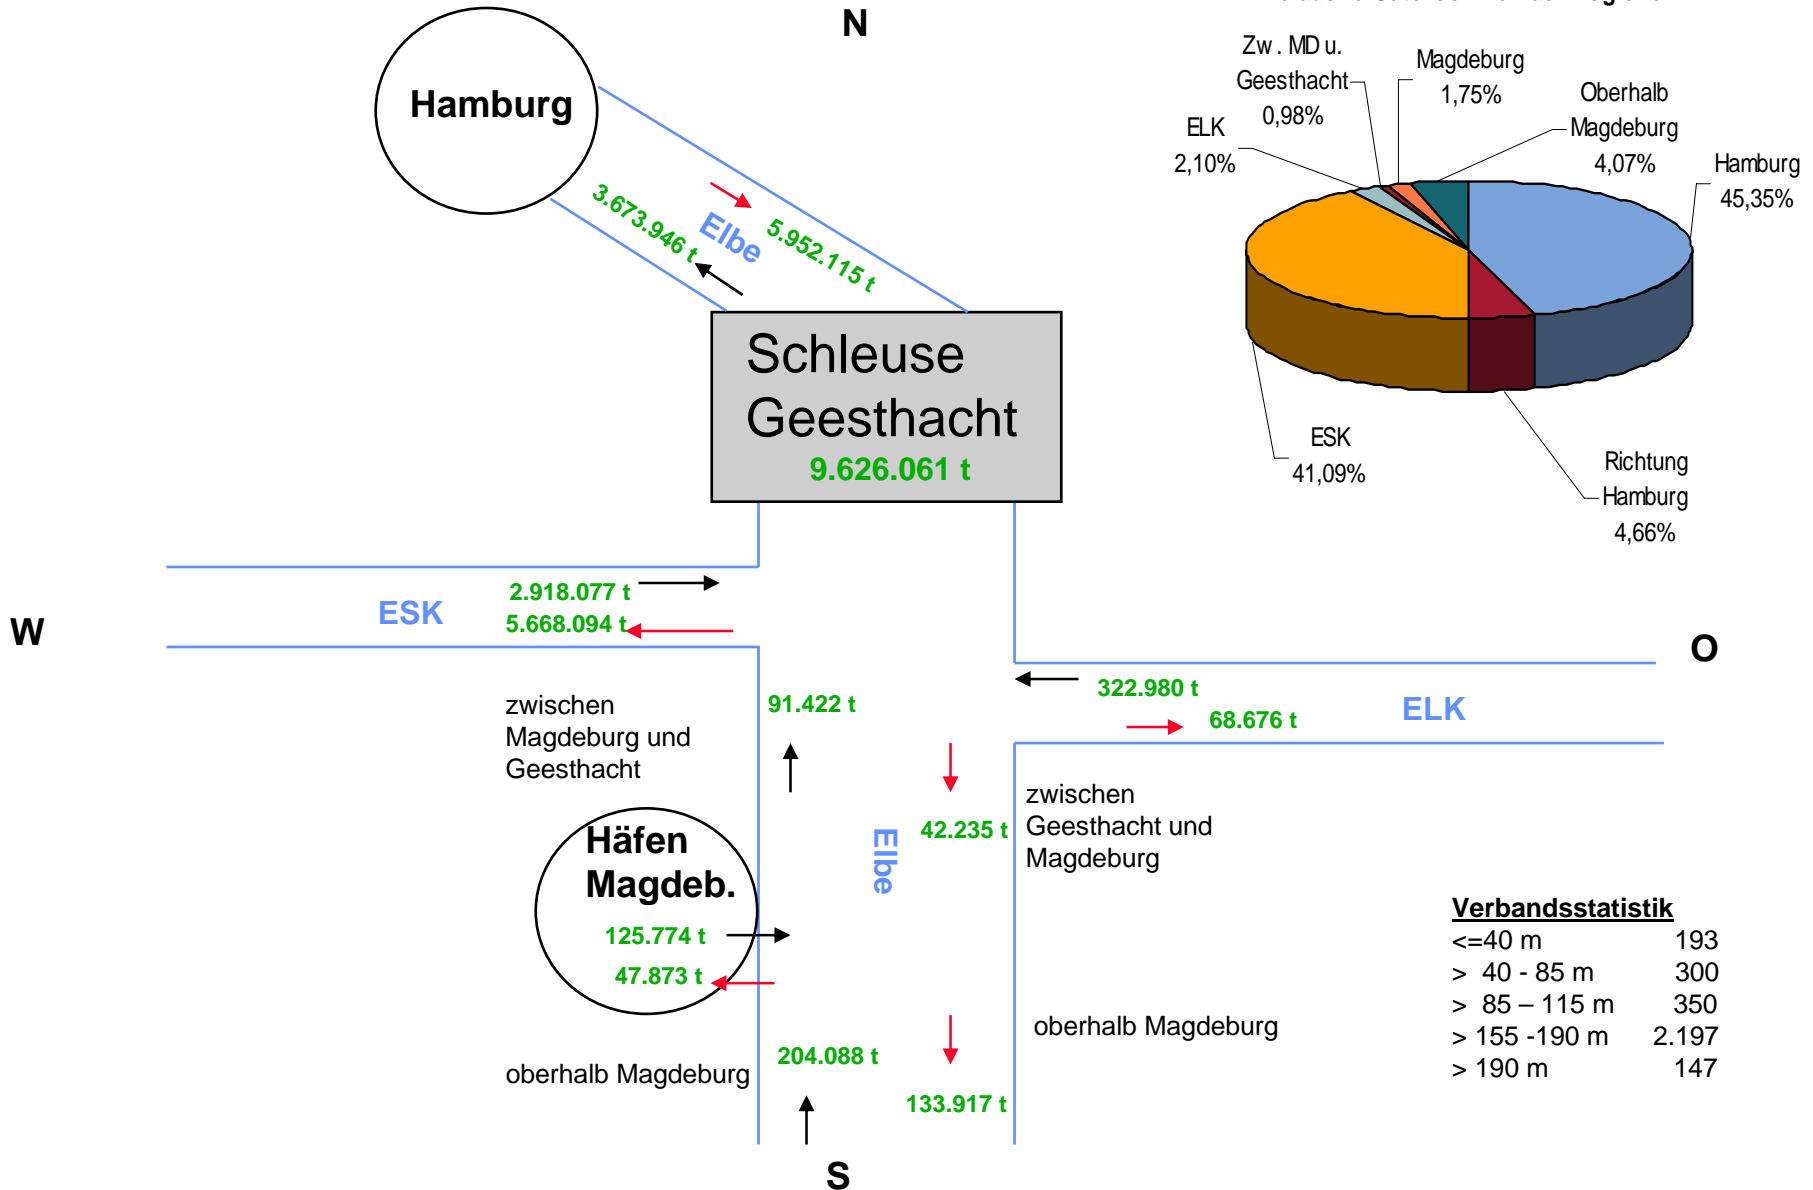 N
Hamburg
3.673.946 t
Elbe
5.952.115 t
Schleuse
Geesthacht
9.626.061 t
Zw . MD u.
Geesthacht
0,98%
Magdeburg
1,75%
Oberhalb
Magdeburg
4,07%
ELK
2,10%
Hamburg
45,35%
ESK
41,09%
Richtung
Hamburg
4,66%
W
ESK
2.918.077 t
5.668.094 t
O
322.980 t
68.676 t
ELK
zwischen
Magdeburg und
Geesthacht
91.422 t
42.235 t
zwischen
Geesthacht und
Magdeburg
Elbe
Häfen
Magdeb.
125.774 t
47.873 t
oberhalb Magdeburg
204.088 t
133.917 t
oberhalb Magdeburg
Verbandsstatistik
<=40 m 193
> 40 - 85 m 300
> 85 – 115 m 350
> 155 -190 m 2.197
> 190 m 147
S